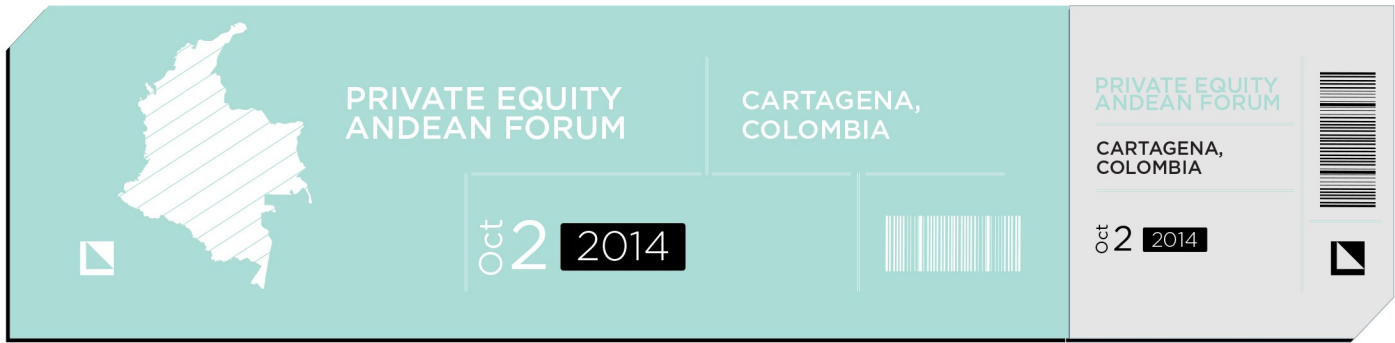 PRIVATE EQUITY
ANDEAN FORUM
CARTAGENA,
COLOMBIA
Oct 2 2014
PRIVATE EQUITY
ANDEAN FORUM
CARTAGENA,
COLOMBIA
Oct 2 2014